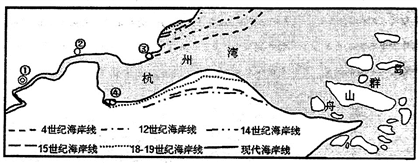 ② ③ 杭 州 湾
①
④
舟 山 群 岛
4世纪海岸线 12世纪海岸线 14世纪海岸线
15世纪海岸线 18-19世纪海岸线 现代海岸线